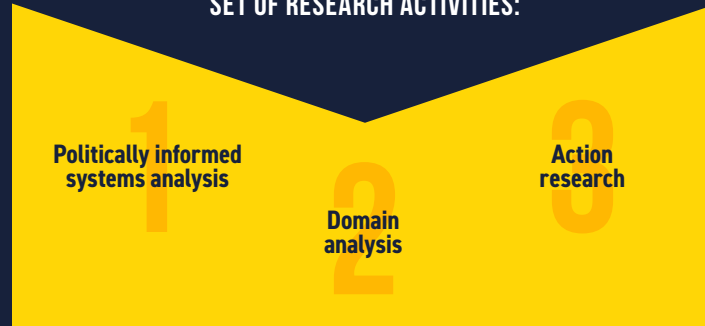 SET OF RESEARCH ACTIVITIES:
1
Politically informed
systems analysis
2
Domain
analysis
3
Action
research